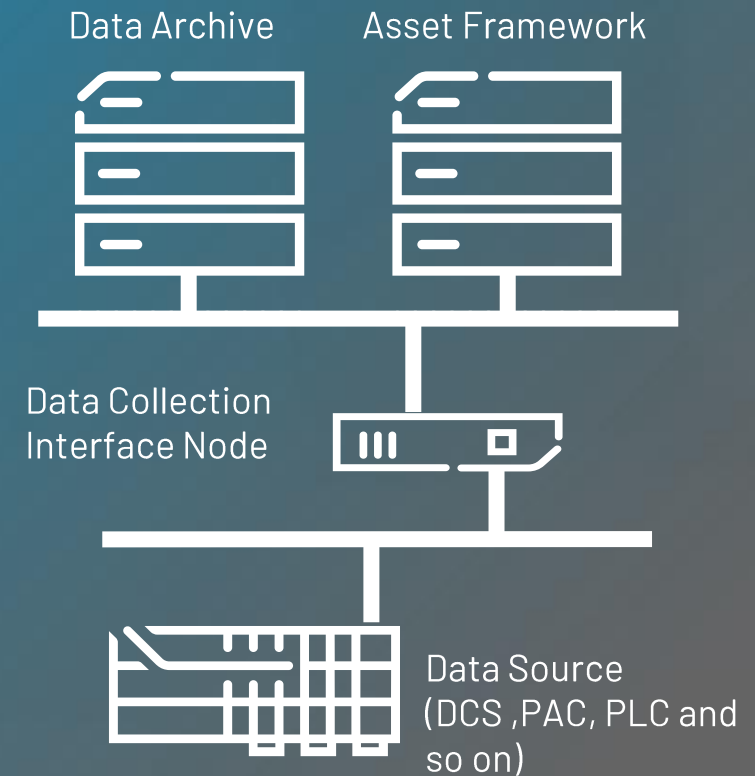 Data Archive
Asset Framework
Data Collection
Interface Node
Data Source
(DCS ,PAC, PLC and
so on)